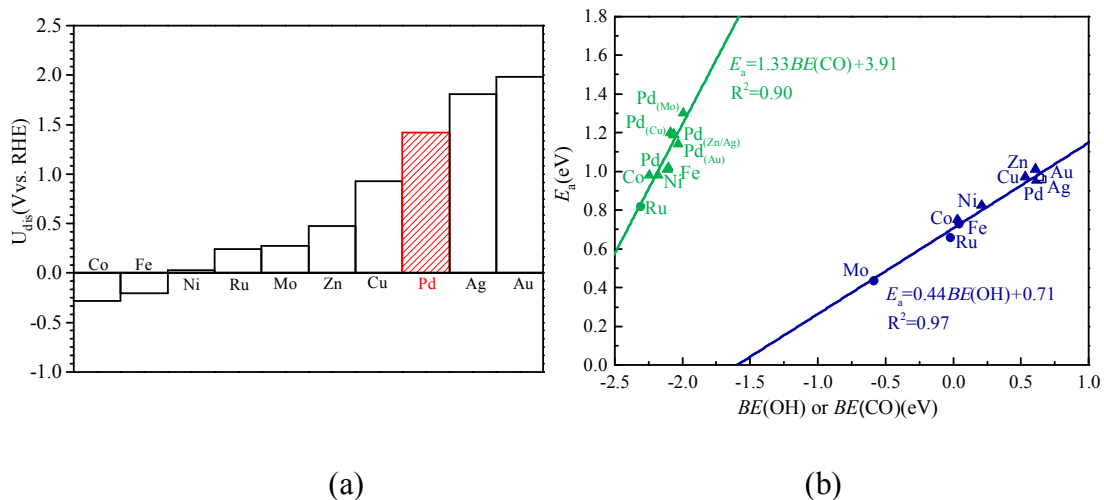 U_dis(Vvs. RHE)
2.5
2.0
1.5
1.0
0.5
0.0
-0.5
-1.0
Co
Fe
Ni
Ru
Mo
Zn
Cu
Pd
Ag
Au
(a)
E_a(eV)
1.8
1.6
1.4
1.2
1.0
0.8
0.6
0.4
0.2
0.0
-2.5 -2.0 -1.5 -1.0 -0.5 0.0 0.5 1.0
BE(OH) or BE(CO)(eV)
E_a=1.33BE(CO)+3.91
R²=0.90
Pd(Mo)
Pd(Cu)
Pd(Zn/Ag)
Pd(Au)
Pd
Fe
Co
Ni
Ru
Zn
Au
Cu
Ag
Pd
Ni
Co
Fe
Ru
Mo
E_a=0.44BE(OH)+0.71
R²=0.97
(b)